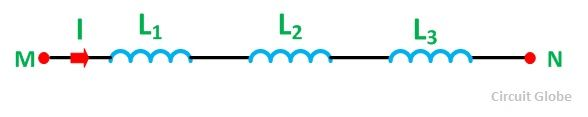 I L₁ L₂ L₃
M N
Circuit Globe